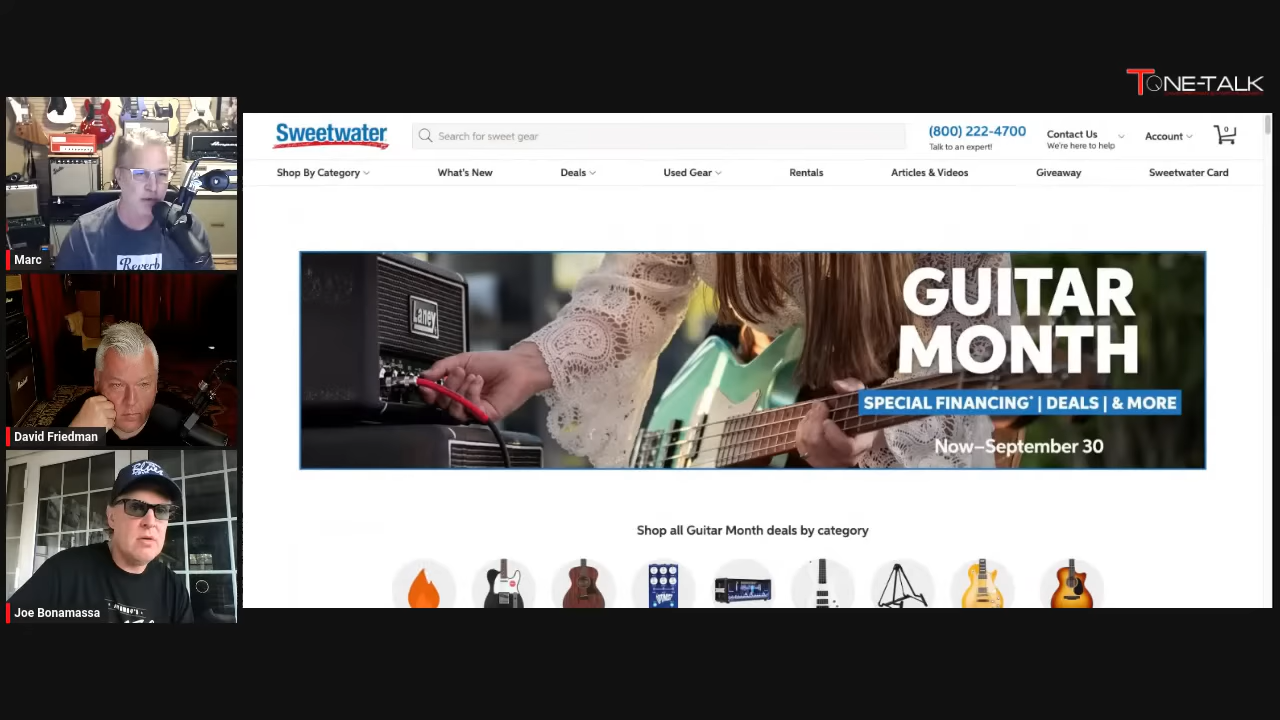 TONE-TALK
Sweetwater
Search for sweet gear
(800) 222-4700
Talk to an expert!
Contact Us
We're here to help
Account
0
Shop By Category
What's New
Deals
Used Gear
Rentals
Articles & Videos
Giveaway
Sweetwater Card
Laney
GUITAR
MONTH
SPECIAL FINANCING* | DEALS | & MORE
Now–September 30
Shop all Guitar Month deals by category
Reverb
Marc
David Friedman
Joe Bonamassa